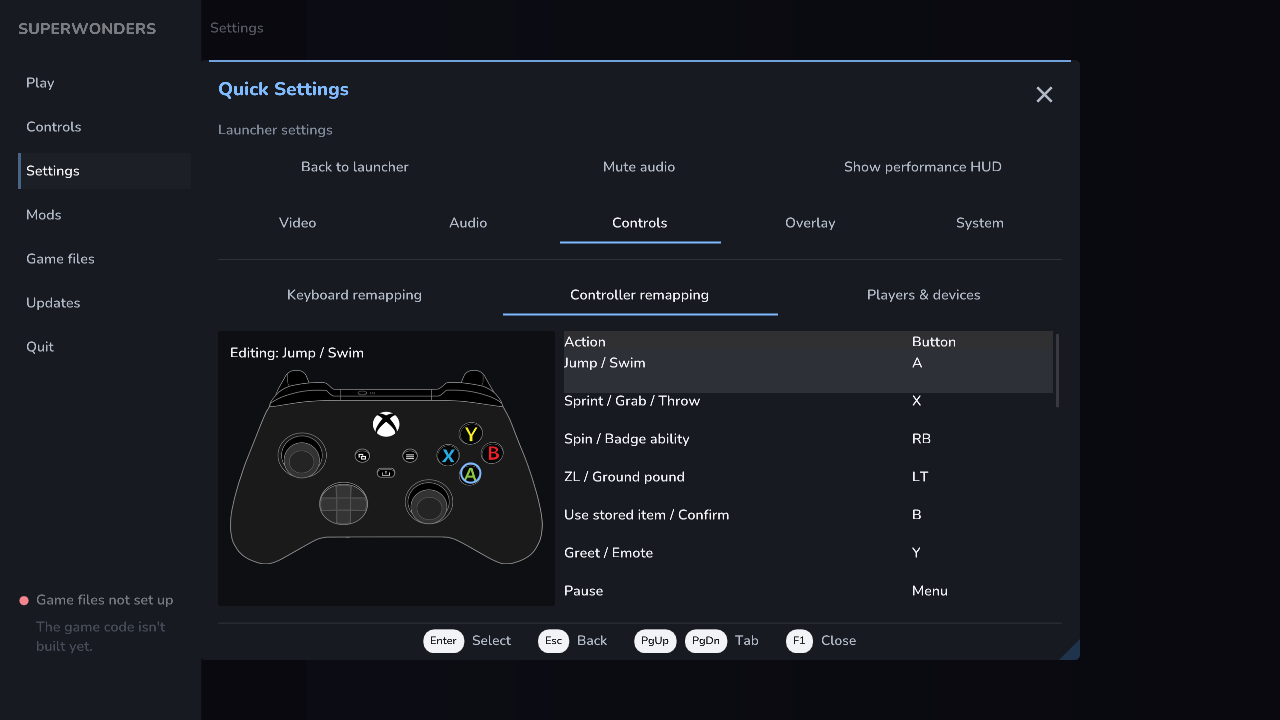 SUPERWONDERS
Settings
Play
Controls
Settings
Mods
Game files
Updates
Quit
Game files not set up
The game code isn't
built yet.
Quick Settings
Launcher settings
Back to launcher
Mute audio
Show performance HUD
Video
Audio
Controls
Overlay
System
Keyboard remapping
Controller remapping
Players & devices
Editing: Jump / Swim
Y
X
B
A
Action Button
Jump / Swim A
Sprint / Grab / Throw X
Spin / Badge ability RB
ZL / Ground pound LT
Use stored item / Confirm B
Greet / Emote Y
Pause Menu
Enter Select Esc Back PgUp PgDn Tab F1 Close